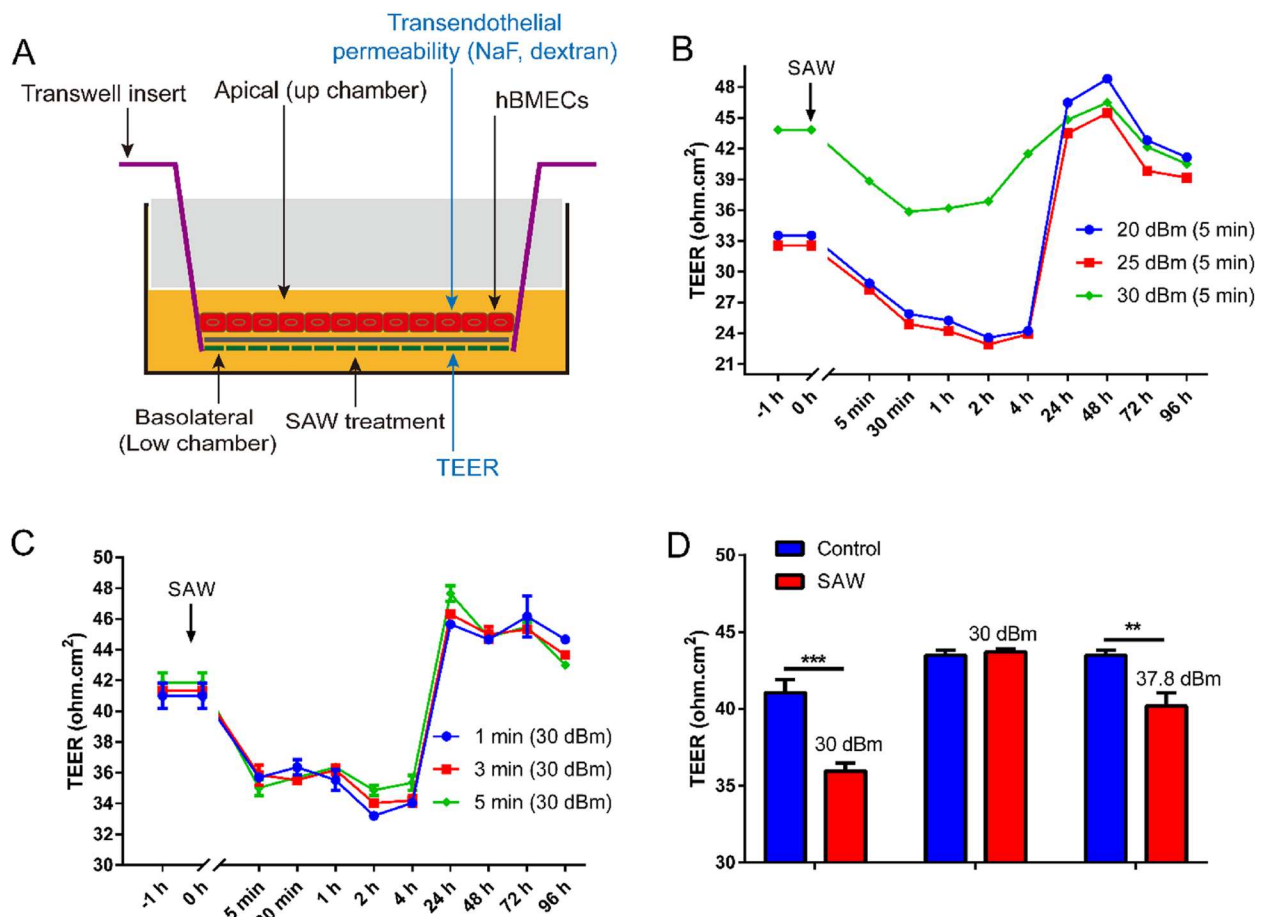 A
Transendothelial
permeability (NaF, dextran)
Apical (up chamber)
Transwell insert
hBMECs
Basolateral
(Low chamber)
SAW treatment
TEER
B
SAW
TEER (ohm.cm²)
48
45
42
39
36
33
30
27
24
21
20 dBm (5 min)
25 dBm (5 min)
30 dBm (5 min)
-1 h
0 h
5 min
30 min
1 h
2 h
4 h
24 h
48 h
72 h
96 h
C
SAW
TEER (ohm.cm²)
50
48
46
44
42
40
38
36
34
32
30
1 min (30 dBm)
3 min (30 dBm)
5 min (30 dBm)
-1 h
0 h
5 min
30 min
1 h
2 h
4 h
24 h
48 h
72 h
96 h
D
Control
SAW
TEER (ohm.cm²)
50
45
40
35
30
***
30 dBm
30 dBm
**
37.8 dBm